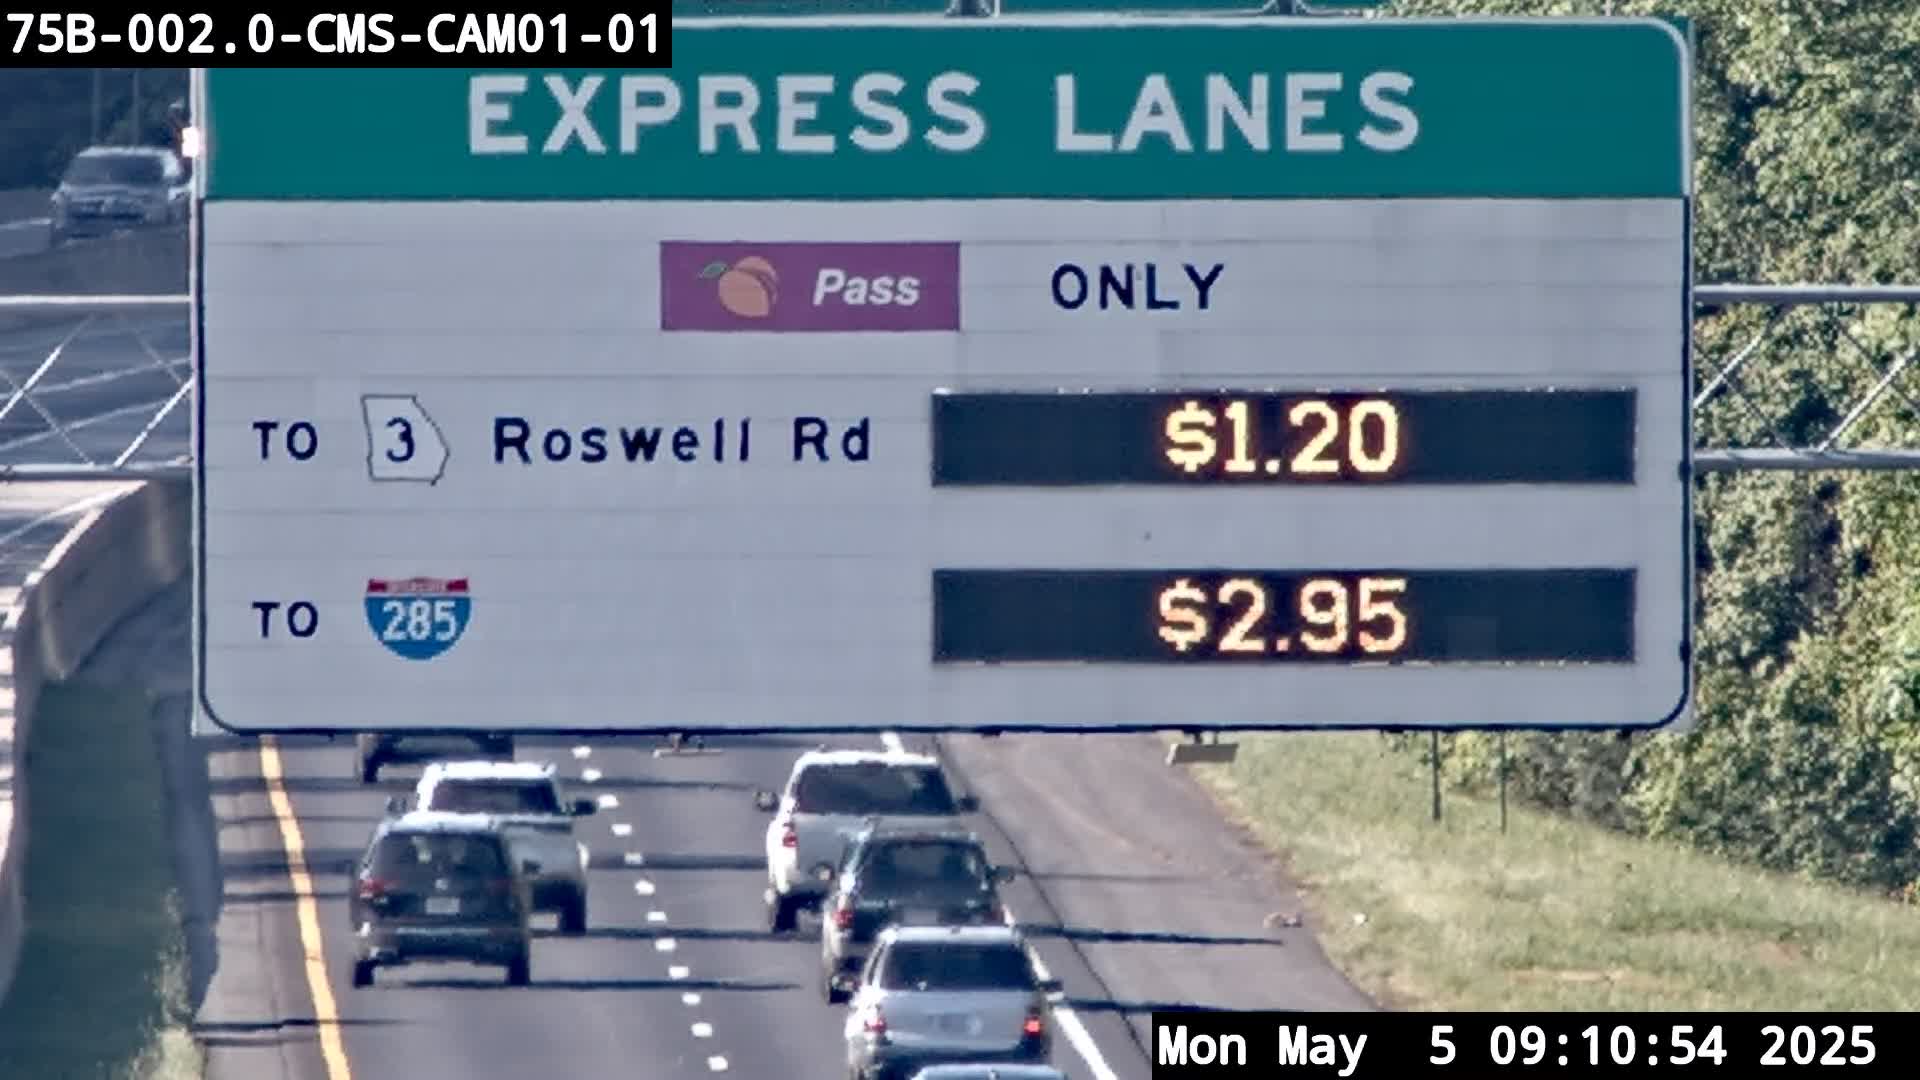 75B-002.0-CMS-CAM01-01
EXPRESS LANES
Pass ONLY
TO 3 Roswell Rd $1.20
TO 285 $2.95
Mon May 5 09:10:54 2025